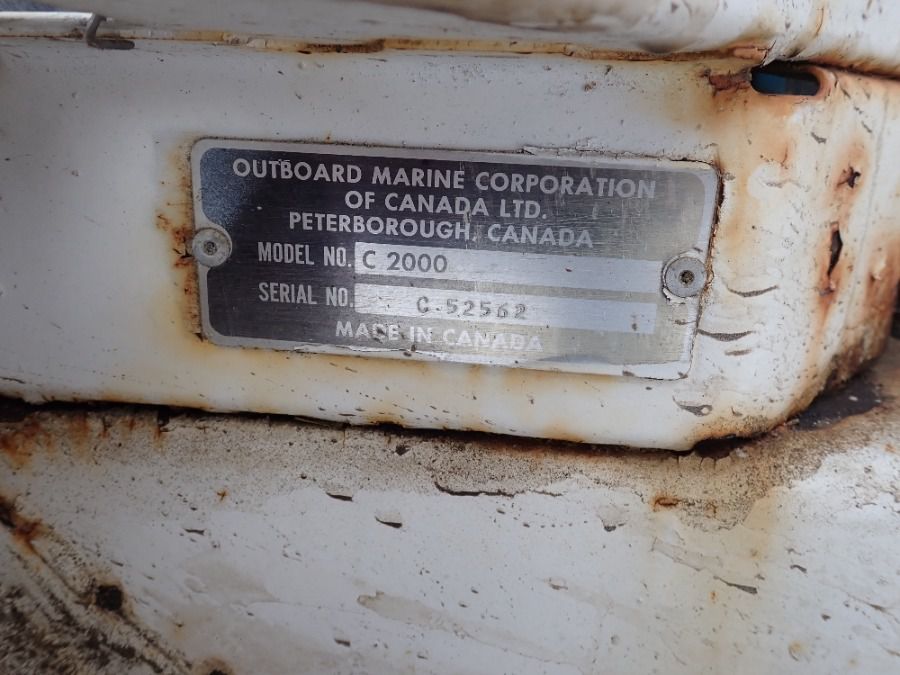 OUTBOARD MARINE CORPORATION
OF CANADA LTD.
PETERBOROUGH, CANADA
MODEL NO. C 2000
SERIAL NO. C-52562
MADE IN CANADA